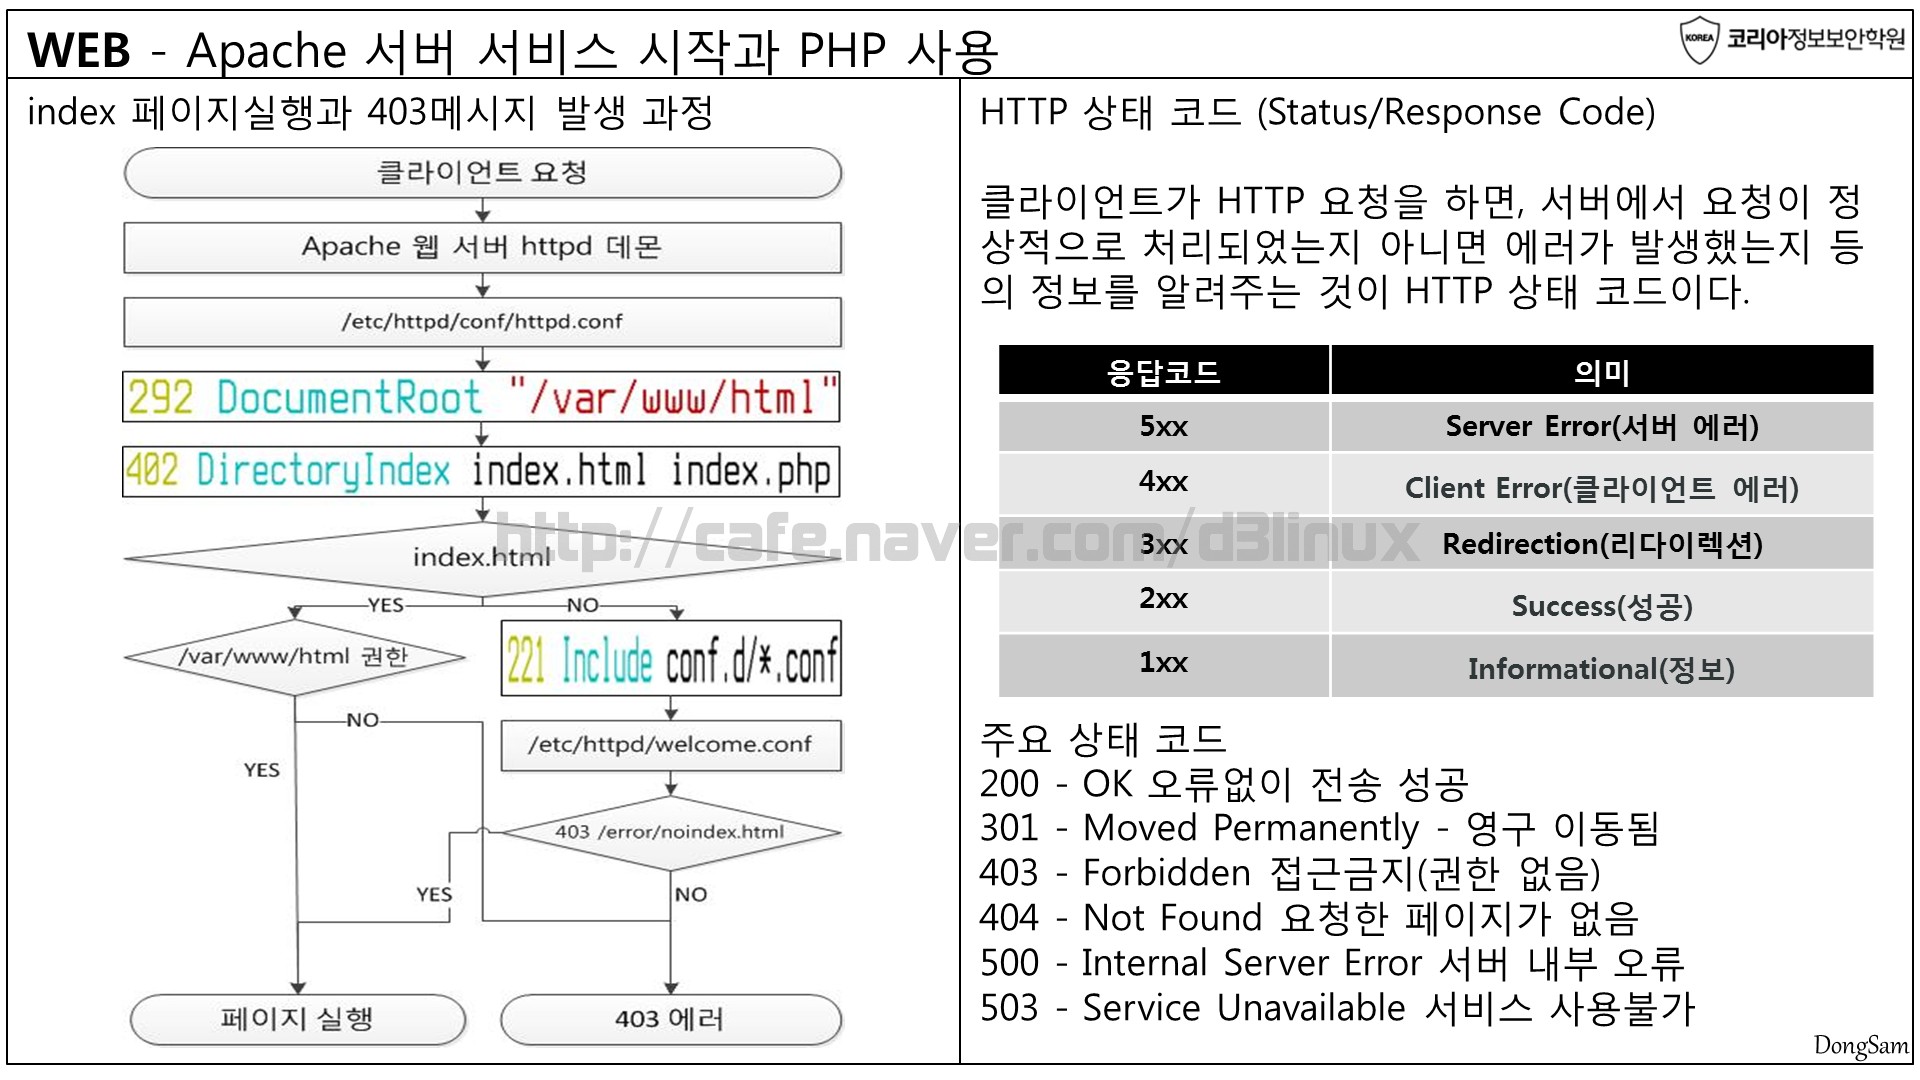 WEB - Apache 서버 서비스 시작과 PHP 사용
KOREA 코리아정보보안학원
index 페이지실행과 403메시지 발생 과정
클라이언트 요청
Apache 웹 서버 httpd 데몬
/etc/httpd/conf/httpd.conf
292 DocumentRoot "/var/www/html"
402 DirectoryIndex index.html index.php
index.html
YES
NO
/var/www/html 권한
221 Include conf.d/*.conf
NO
/etc/httpd/welcome.conf
YES
403 /error/noindex.html
YES
NO
페이지 실행
403 에러
HTTP 상태 코드 (Status/Response Code)
클라이언트가 HTTP 요청을 하면, 서버에서 요청이 정
상적으로 처리되었는지 아니면 에러가 발생했는지 등
의 정보를 알려주는 것이 HTTP 상태 코드이다.
응답코드 의미
5xx Server Error(서버 에러)
4xx Client Error(클라이언트 에러)
3xx Redirection(리다이렉션)
2xx Success(성공)
1xx Informational(정보)
주요 상태 코드
200 - OK 오류없이 전송 성공
301 - Moved Permanently - 영구 이동됨
403 - Forbidden 접근금지(권한 없음)
404 - Not Found 요청한 페이지가 없음
500 - Internal Server Error 서버 내부 오류
503 - Service Unavailable 서비스 사용불가
http://cafe.naver.com/d3linux
DongSam